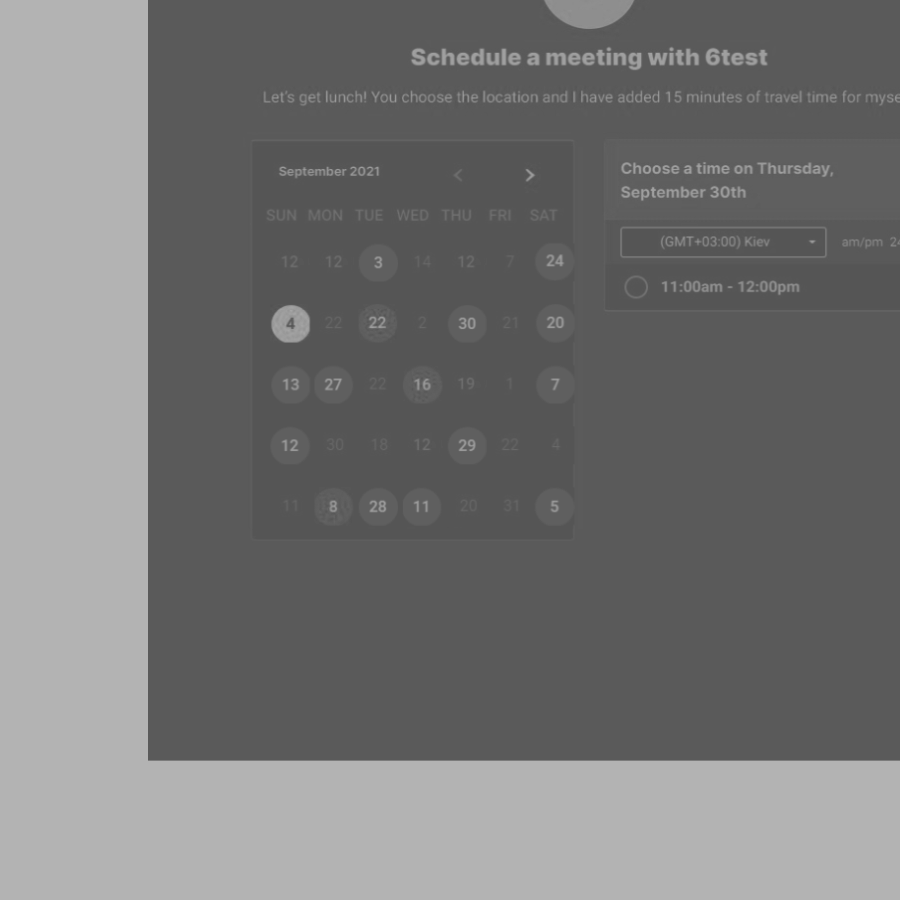 Schedule a meeting with 6test
Let's get lunch! You choose the location and I have added 15 minutes of travel time for myse
September 2021
SUN MON TUE WED THU FRI SAT
12 12 3 14 12 7 24
4 22 22 2 30 21 20
13 27 22 16 19 1 7
12 30 18 12 29 22 4
11 8 28 11 20 31 5
Choose a time on Thursday,
September 30th
(GMT+03:00) Kiev am/pm 24
11:00am - 12:00pm